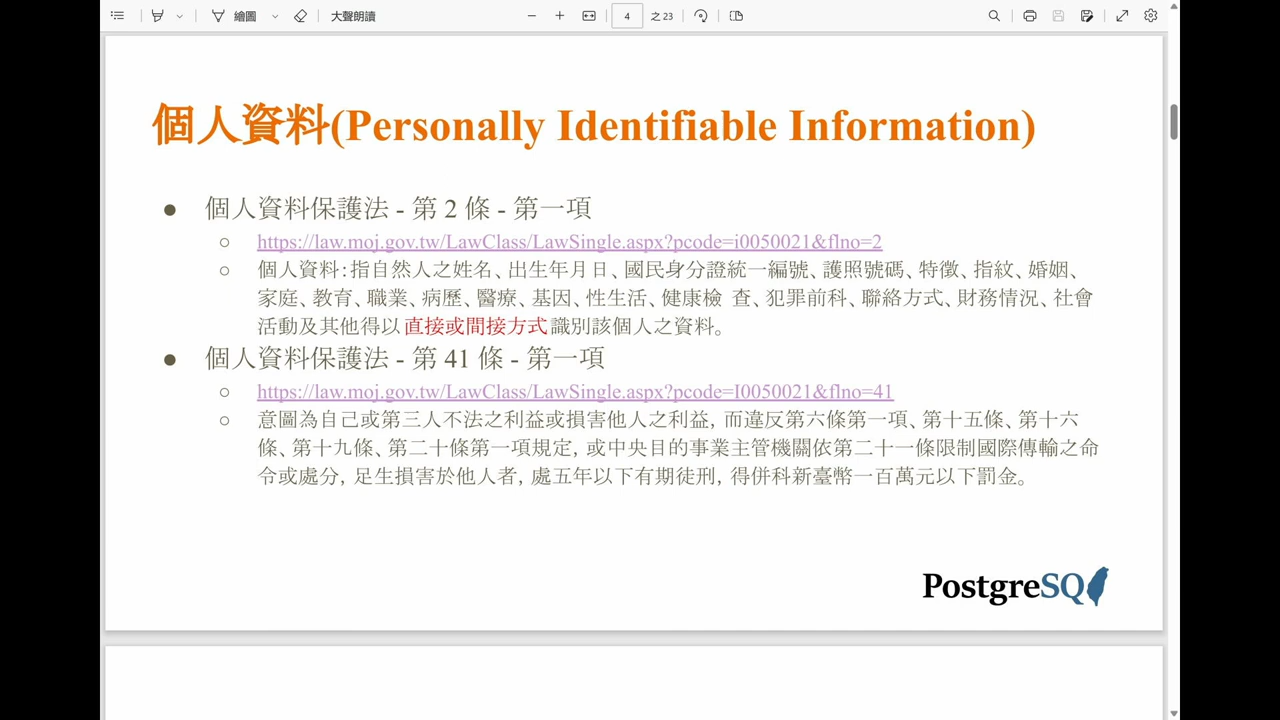 繪圖 大聲朗讀 4 之 23
個人資料(Personally Identifiable Information)
● 個人資料保護法 - 第 2 條 - 第一項
○ https://law.moj.gov.tw/LawClass/LawSingle.aspx?pcode=i0050021&flno=2
○ 個人資料：指自然人之姓名、出生年月日、國民身分證統一編號、護照號碼、特徵、指紋、婚姻、
家庭、教育、職業、病歷、醫療、基因、性生活、健康檢 查、犯罪前科、聯絡方式、財務情況、社會
活動及其他得以直接或間接方式識別該個人之資料。
● 個人資料保護法 - 第 41 條 - 第一項
○ https://law.moj.gov.tw/LawClass/LawSingle.aspx?pcode=I0050021&flno=41
○ 意圖為自己或第三人不法之利益或損害他人之利益，而違反第六條第一項、第十五條、第十六
條、第十九條、第二十條第一項規定，或中央目的事業主管機關依第二十一條限制國際傳輸之命
令或處分，足生損害於他人者，處五年以下有期徒刑，得併科新臺幣一百萬元以下罰金。
PostgreSQ